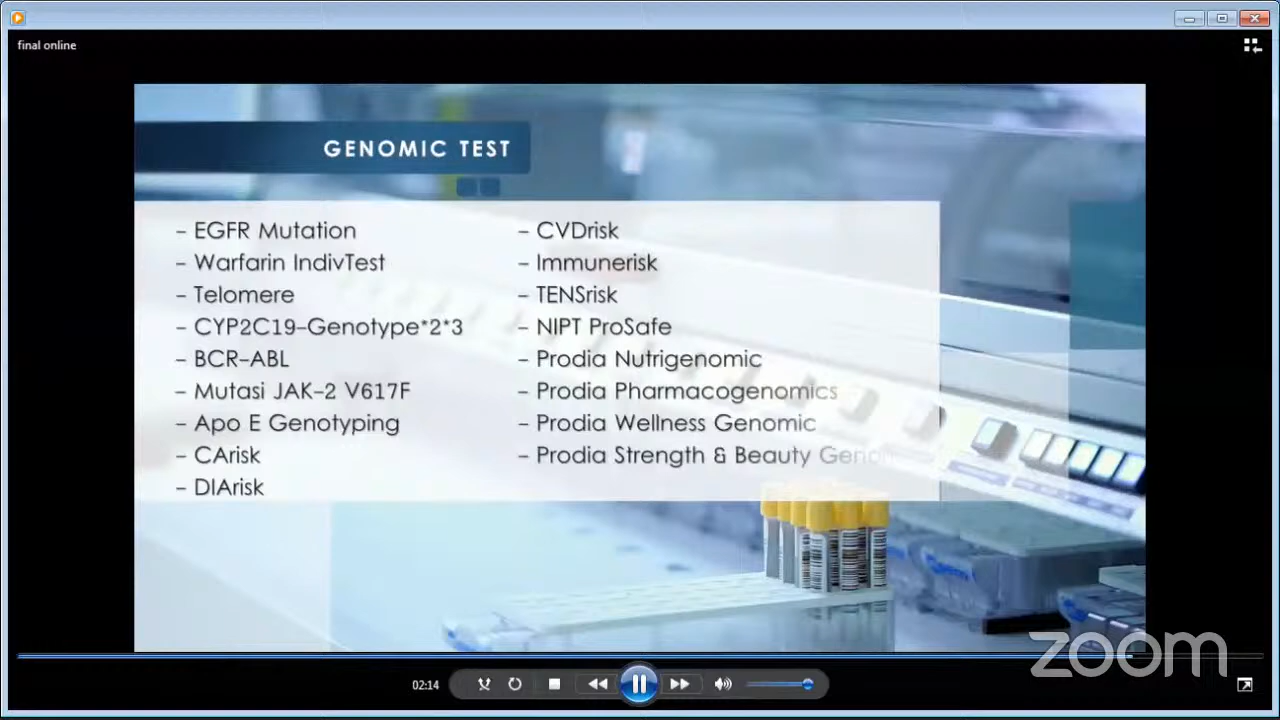 final online
GENOMIC TEST
– EGFR Mutation
– Warfarin IndivTest
– Telomere
– CYP2C19–Genotype*2*3
– BCR–ABL
– Mutasi JAK–2 V617F
– Apo E Genotyping
– CArisk
– DIArisk
– CVDrisk
– Immunerisk
– TENSrisk
– NIPT ProSafe
– Prodia Nutrigenomic
– Prodia Pharmacogenomics
– Prodia Wellness Genomic
– Prodia Strength & Beauty
zoom
02:14